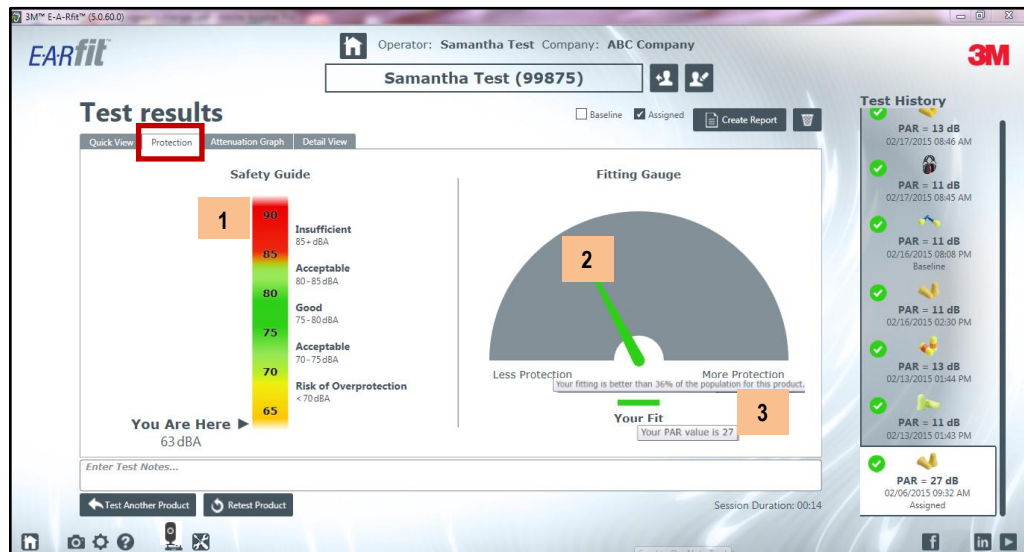 3M™ E-A-Rfit™ (5.0.60.0)
E·A·Rfit™
Operator: Samantha Test Company: ABC Company
3M
Samantha Test (99875)
Test results
Baseline
Assigned
Create Report
Quick View
Protection
Attenuation Graph
Detail View
Safety Guide
1
90
85
80
75
70
65
Insufficient
85+ dBA
Acceptable
80-85 dBA
Good
75-80 dBA
Acceptable
70-75 dBA
Risk of Overprotection
< 70 dBA
You Are Here
63 dBA
Fitting Gauge
2
Less Protection
More Protection
Your fitting is better than 36% of the population for this product.
Your Fit
3
Your PAR value is 27
Enter Test Notes...
Test Another Product
Retest Product
Session Duration: 00:14
Test History
PAR = 13 dB
02/17/2015 08:46 AM
PAR = 11 dB
02/17/2015 08:45 AM
PAR = 11 dB
02/16/2015 08:08 PM
Baseline
PAR = 11 dB
02/16/2015 02:30 PM
PAR = 13 dB
02/13/2015 01:44 PM
PAR = 11 dB
02/13/2015 01:43 PM
PAR = 27 dB
02/06/2015 09:32 AM
Assigned
f
in